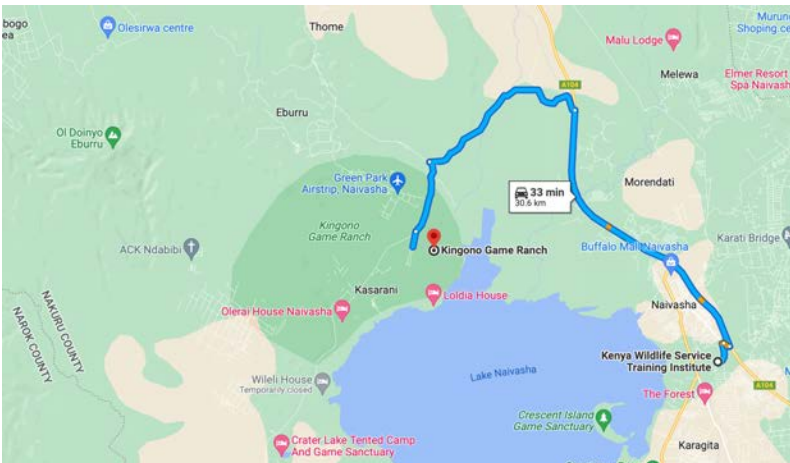 bogo
ea
Olesirwa centre
Thome
Malu Lodge
Shoping.ce
A104
Melewa
Elmer Resort
Spa Naivash
Eburru
Ol Doinyo
Eburru
Green Park
Airstrip, Naivasha
33 min
30.6 km
Morendati
Kingono
Game Ranch
ACK Ndabibi
Kingono Game Ranch
Buffalo Mall Naivasha
Karati Bridge
Kasarani
Loldia House
Olerai House Naivasha
Naivasha
NAKURU COUNTY
NAROK COUNTY
Kenya Wildlife Service
Training Institute
Lake Naivasha
Wileli House
Temporarily closed
The Forest
A104
Crescent Island
Game Sanctuary
Crater Lake Tented Camp
And Game Sanctuary
Karagita